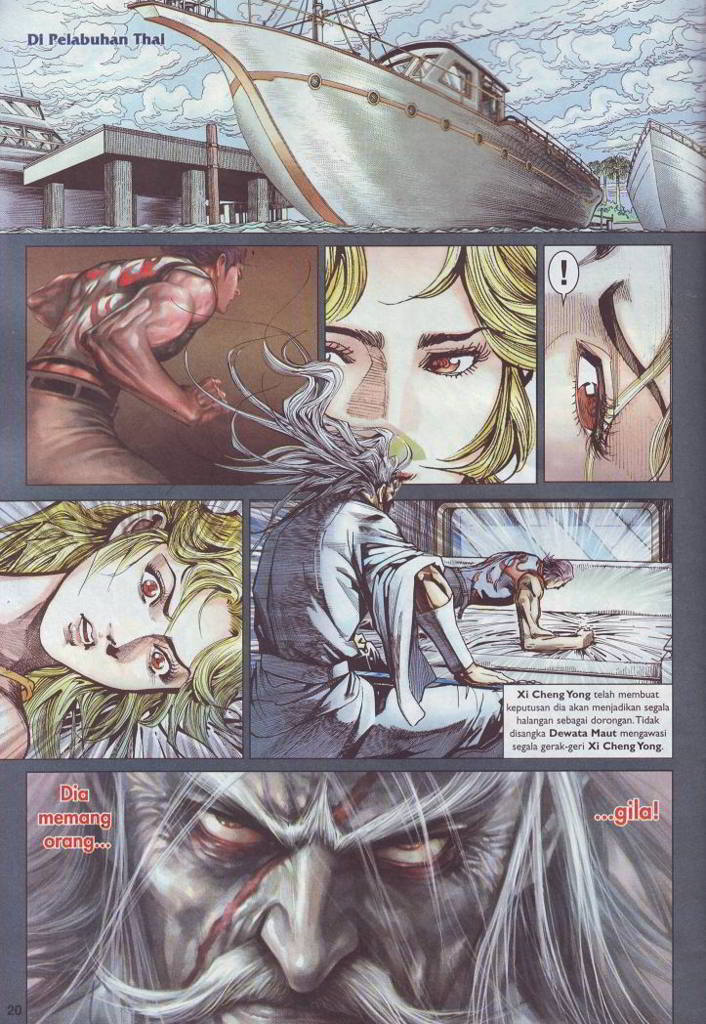 Di Pelabuhan Thai
!
Xi Cheng Yong telah membuat
keputusan dia akan menjadikan segala
halangan sebagai dorongan. Tidak
disangka Dewata Maut mengawasi
segala gerak-geri Xi Cheng Yong.
Dia
memang
orang...
...gila!
20